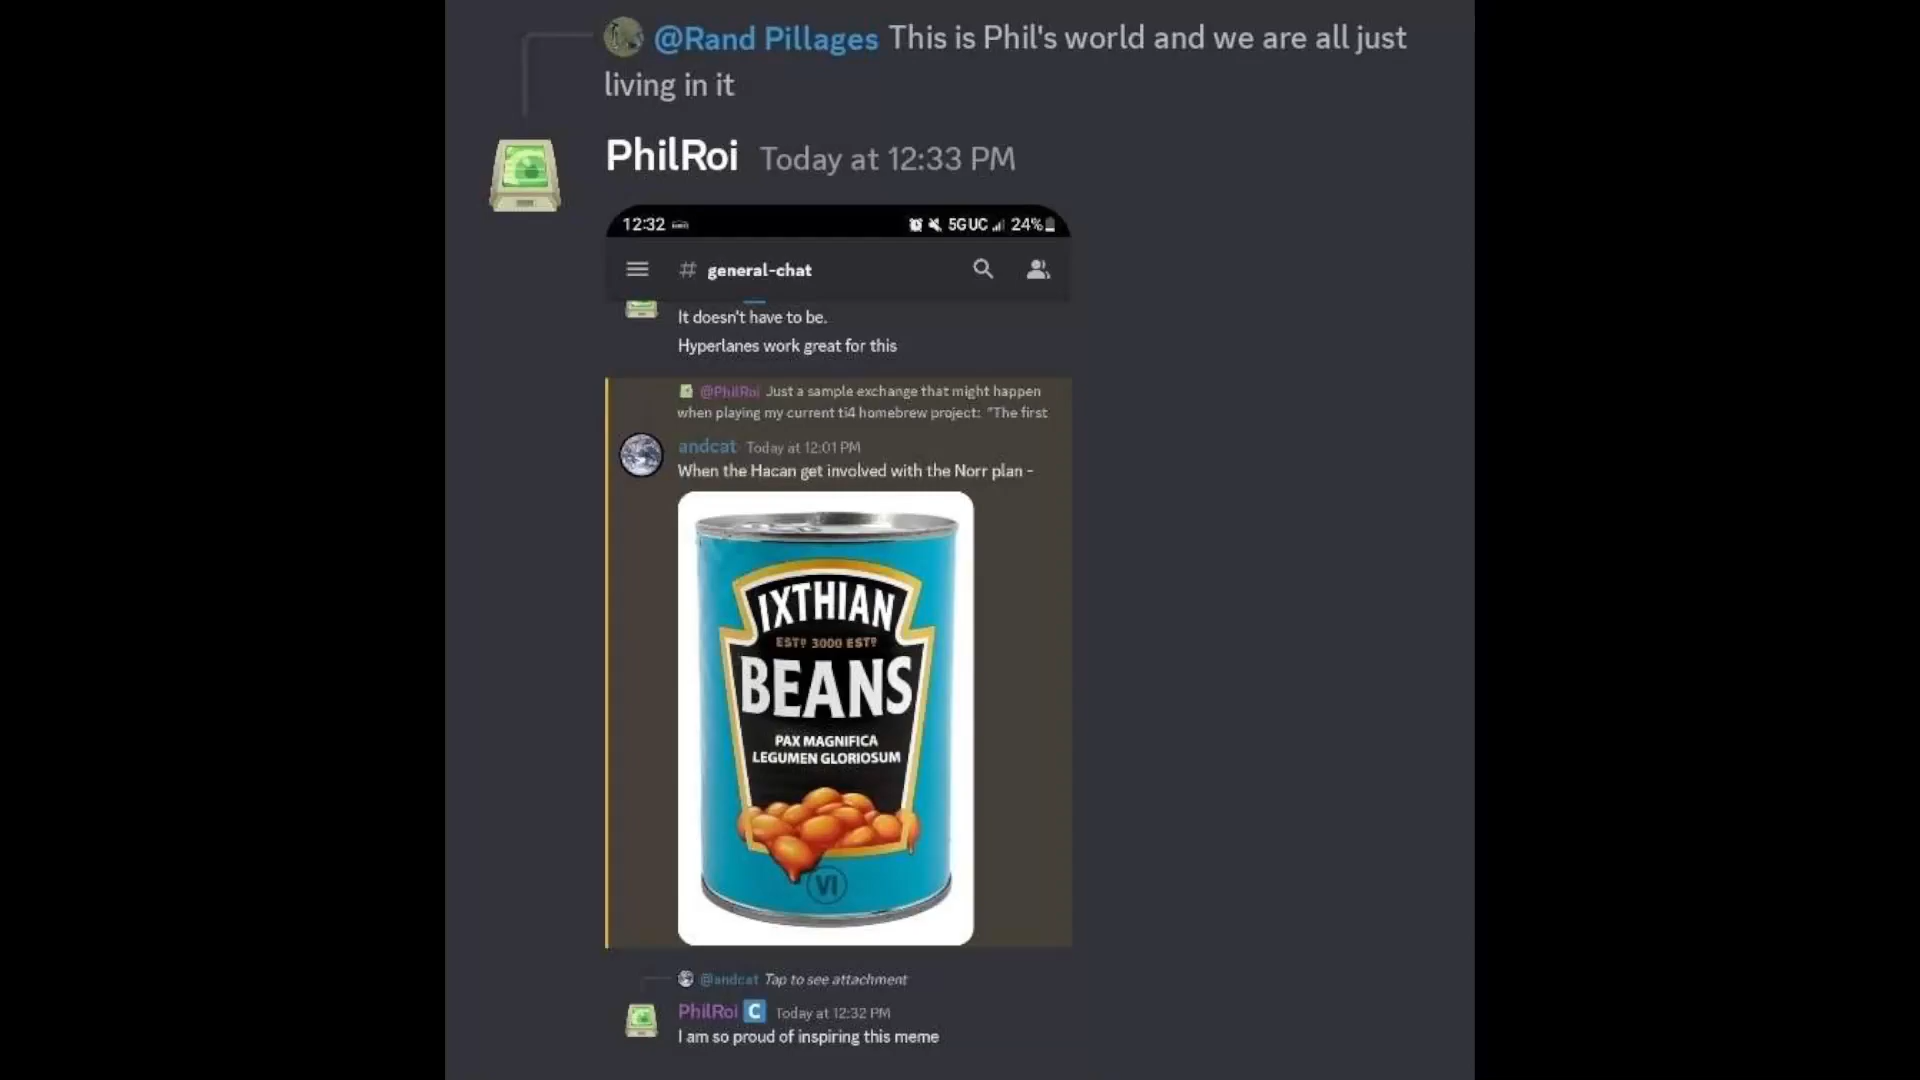 @Rand Pillages This is Phil's world and we are all just
living in it
PhilRoi Today at 12:33 PM
12:32 5G UC 24%
# general-chat
It doesn't have to be.
Hyperlanes work great for this
@PhilRoi Just a sample exchange that might happen
when playing my current ti4 homebrew project: "The first
andcat Today at 12:01 PM
When the Hacan get involved with the Norr plan -
IXTHIAN
ESTD 3000 ESTD
BEANS
PAX MAGNIFICA
LEGUMEN GLORIOSUM
VI
@andcat Tap to see attachment
PhilRoi C Today at 12:32 PM
I am so proud of inspiring this meme